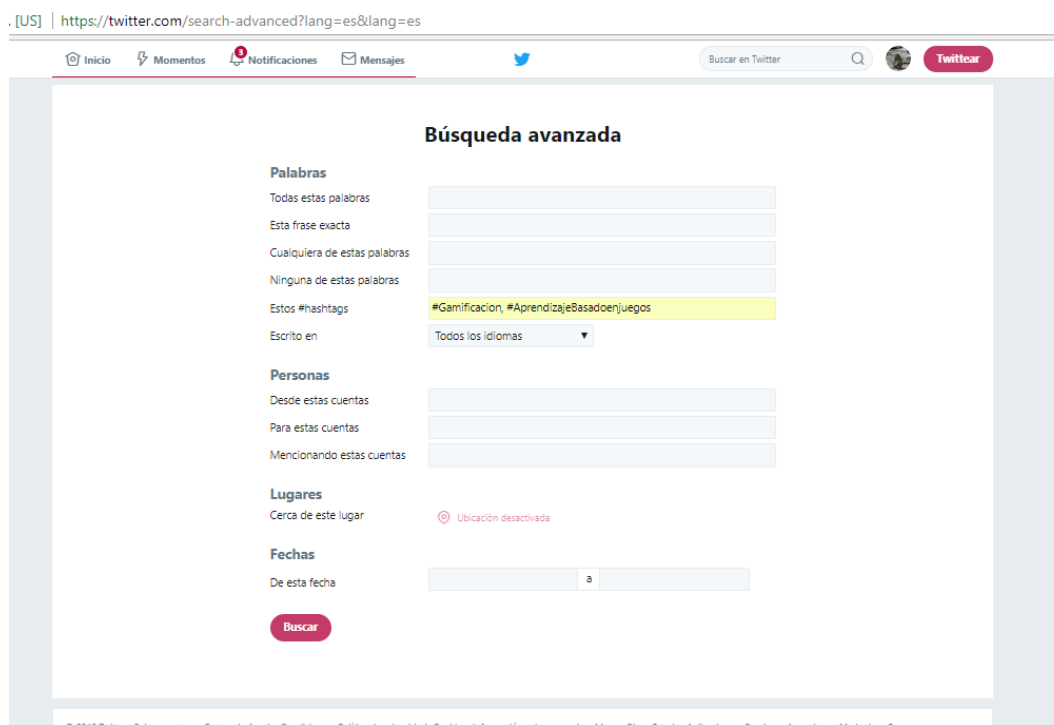 . [US] https://twitter.com/search-advanced?lang=es&lang=es
Inicio Momentos 3 Notificaciones Mensajes Buscar en Twitter Twittear
Búsqueda avanzada
Palabras
Todas estas palabras
Esta frase exacta
Cualquiera de estas palabras
Ninguna de estas palabras
Estos #hashtags #Gamificacion, #AprendizajeBasadoenjuegos
Escrito en Todos los idiomas
Personas
Desde estas cuentas
Para estas cuentas
Mencionando estas cuentas
Lugares
Cerca de este lugar Ubicación desactivada
Fechas
De esta fecha a
Buscar